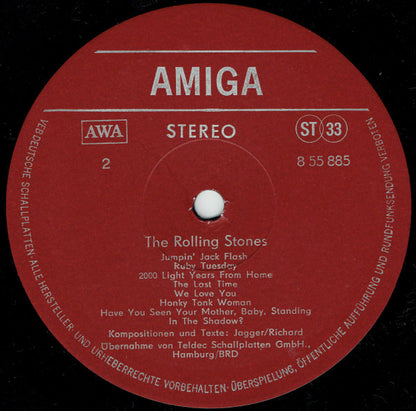 AMIGA
AWA
STEREO
ST 33
2
8 55 885
The Rolling Stones
Jumpin' Jack Flash
Ruby Tuesday
2000 Light Years From Home
The Last Time
We Love You
Honky Tonk Woman
Have You Seen Your Mother, Baby, Standing
In The Shadow?
Kompositionen und Texte: Jagger/Richard
Übernahme von Teldec Schallplatten GmbH.,
Hamburg/BRD
VEB DEUTSCHE SCHALLPLATTEN · ALLE HERSTELLER- UND URHEBERRECHTE VORBEHALTEN · ÜBERSPIELUNG, ÖFFENTLICHE AUFFÜHRUNG UND RUNDFUNKSENDUNG VERBOTEN